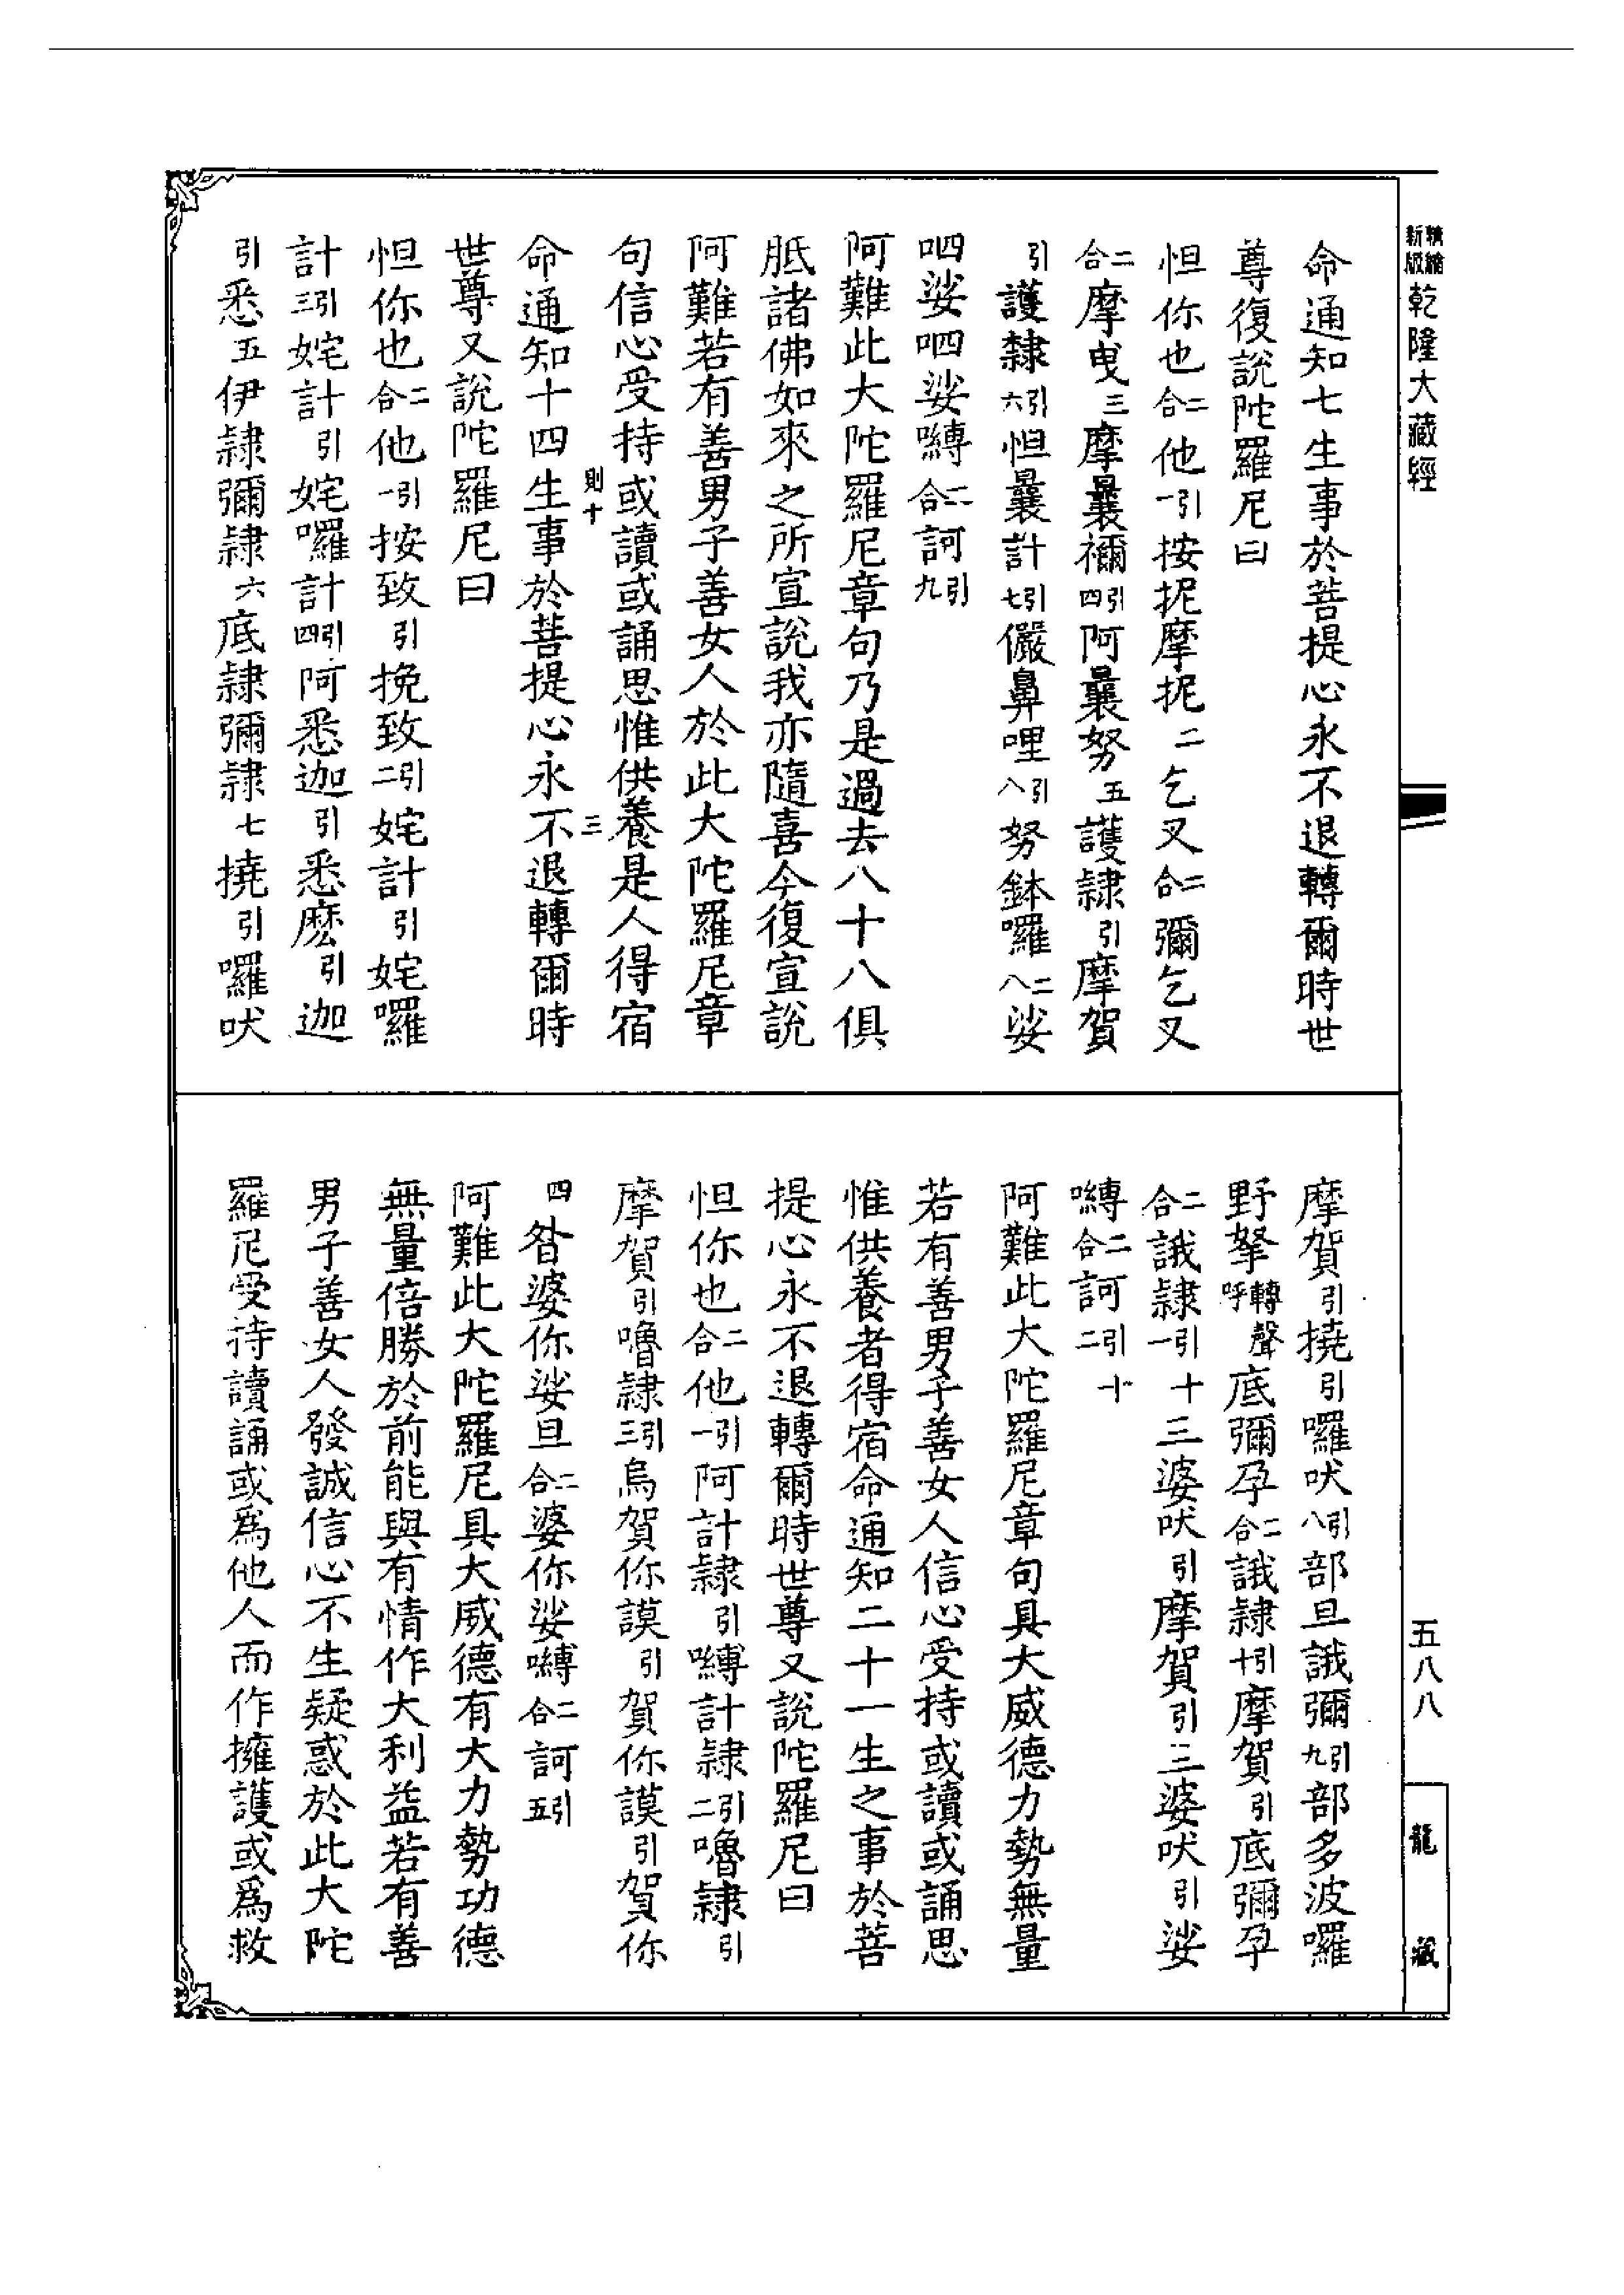 精縮新版乾隆大藏經
命通知七生事於菩提心永不退轉爾時世
尊復說陀羅尼曰
怛你也二合他引一按抳摩抳二乞叉二合彌乞叉
二合摩曳三摩曩禰引四阿曩努五護隷引摩賀
引護隸引六怛曩計引七儼鼻哩引八努鉢囉二八娑
呬娑呬娑嚩二合訶引九
阿難此大陀羅尼章句乃是過去八十八俱
胝諸佛如來之所宣說我亦隨喜今復宣說
阿難若有善男子善女人於此大陀羅尼章
句信心受持或讀或誦思惟供養是人得宿
則十 三
命通知十四生事於菩提心永不退轉爾時
世尊又說陀羅尼曰
怛你也二合他引一按致引挽致引二姹計引姹囉
計引三姹計引姹囉計引四阿悉迦引悉麽引迦
引悉五伊隷彌隷六底隷彌隷七撓引囉吠
摩賀引撓引囉吠引八部旦誐彌引九部多波囉
野拏轉聲呼底彌孕二合誐隷引十摩賀引底彌孕
二合誐隷引一十三婆吠引摩賀引三婆吠引娑
嚩二合訶引二十
阿難此大陀羅尼章句具大威德力勢無量
若有善男子善女人信心受持或讀或誦思
惟供養者得宿命通知二十一生之事於菩
提心永不退轉爾時世尊又說陀羅尼曰
怛你也二合他引一阿計隷引嚩計隷引二嚕隷引
摩賀引嚕隷引三烏賀你謨引賀你謨引賀你
四昝婆你娑旦二合婆你娑嚩二合訶引五
阿難此大陀羅尼具大威德有大力勢功德
無量倍勝於前能與有情作大利益若有善
男子善女人發誠信心不生疑惑於此大陀
羅尼受持讀誦或為他人而作擁護或為救
五八八
龍藏